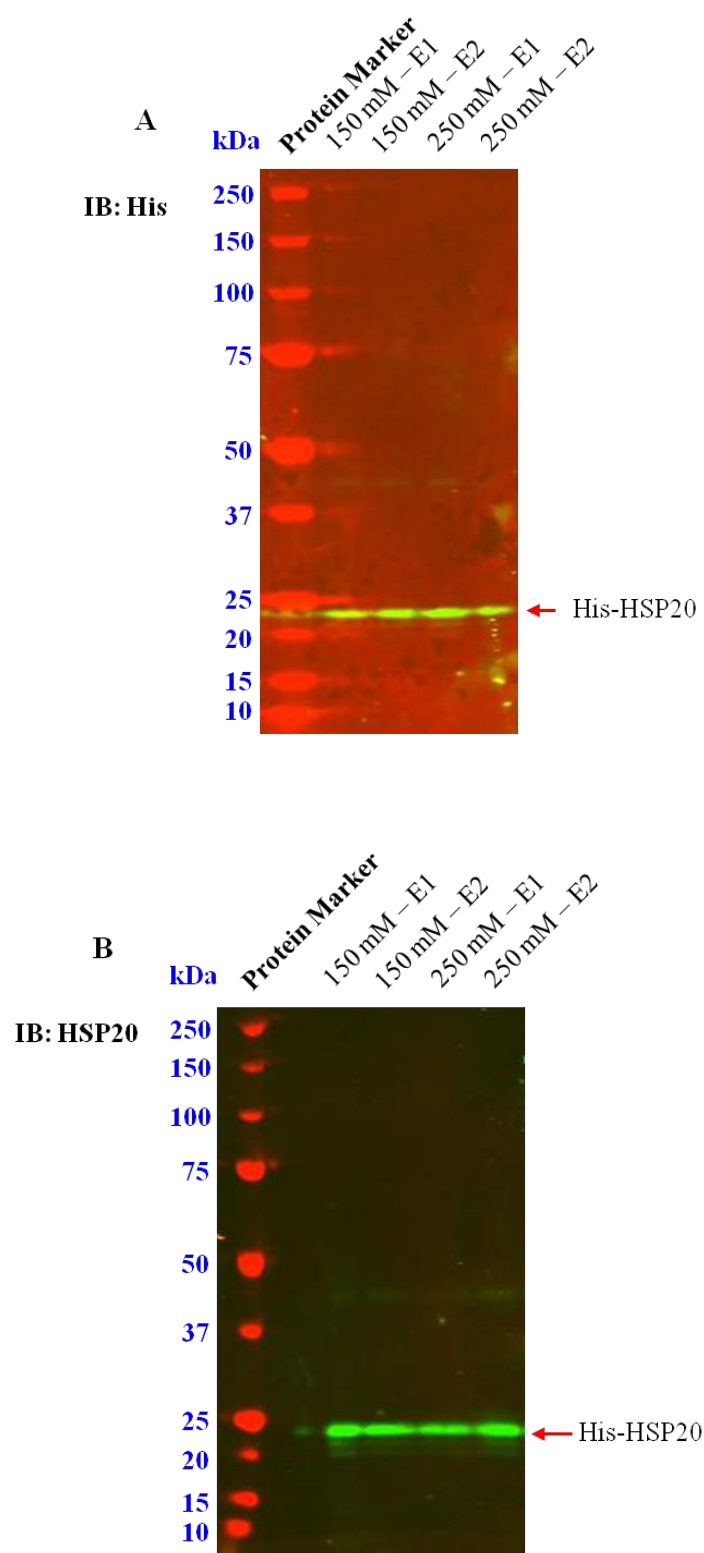 A
kDa
Protein Marker
150 mM – E1
150 mM – E2
250 mM – E1
250 mM – E2
IB: His
250
150
100
75
50
37
25
20
15
10
His-HSP20
B
kDa
Protein Marker
150 mM – E1
150 mM – E2
250 mM – E1
250 mM – E2
IB: HSP20
250
150
100
75
50
37
25
20
15
10
His-HSP20